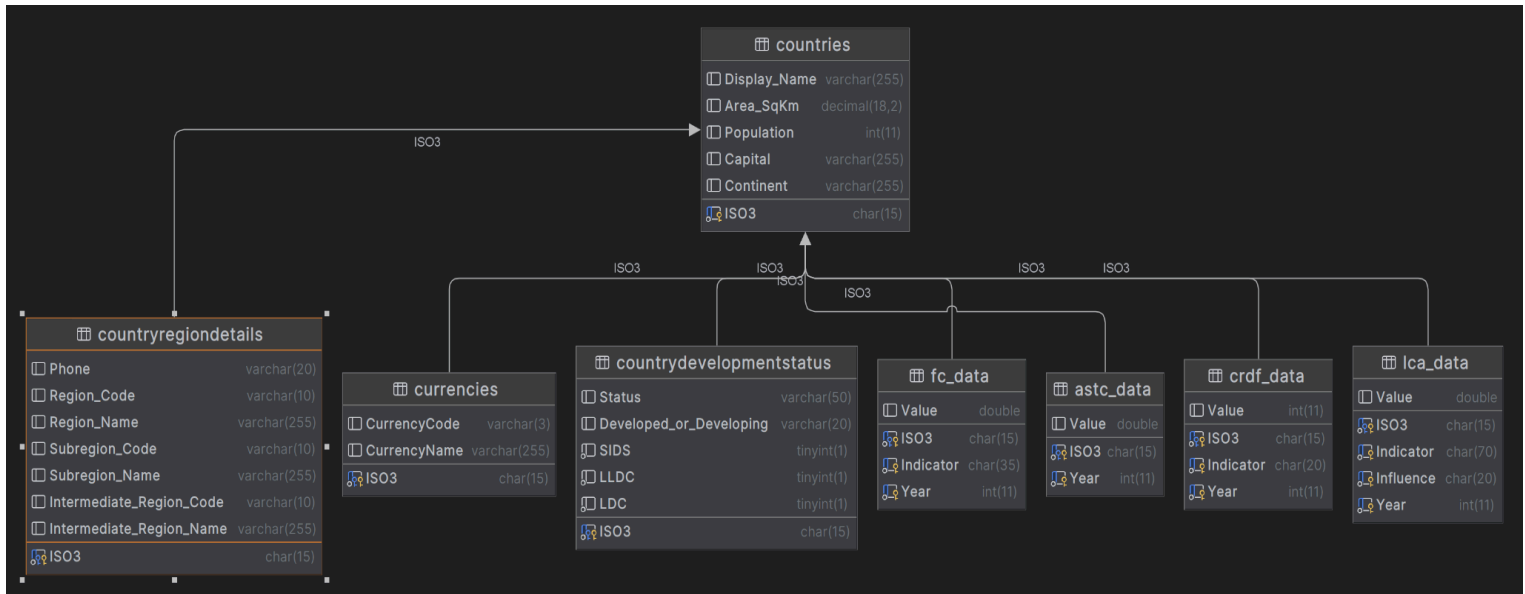 countries
Display_Name varchar(255)
Area_SqKm decimal(18,2)
Population int(11)
Capital varchar(255)
Continent varchar(255)
ISO3 char(15)
ISO3
ISO3
ISO3
ISO3
ISO3
ISO3
ISO3
countryregiondetails
Phone varchar(20)
Region_Code varchar(10)
Region_Name varchar(255)
Subregion_Code varchar(10)
Subregion_Name varchar(255)
Intermediate_Region_Code varchar(10)
Intermediate_Region_Name varchar(255)
ISO3 char(15)
currencies
CurrencyCode varchar(3)
CurrencyName varchar(255)
ISO3 char(15)
countrydevelopmentstatus
Status varchar(50)
Developed_or_Developing varchar(20)
SIDS tinyint(1)
LLDC tinyint(1)
LDC tinyint(1)
ISO3 char(15)
fc_data
Value double
ISO3 char(15)
Indicator char(35)
Year int(11)
astc_data
Value double
ISO3 char(15)
Year int(11)
crdf_data
Value int(11)
ISO3 char(15)
Indicator char(20)
Year int(11)
lca_data
Value double
ISO3 char(15)
Indicator char(70)
Influence char(20)
Year int(11)